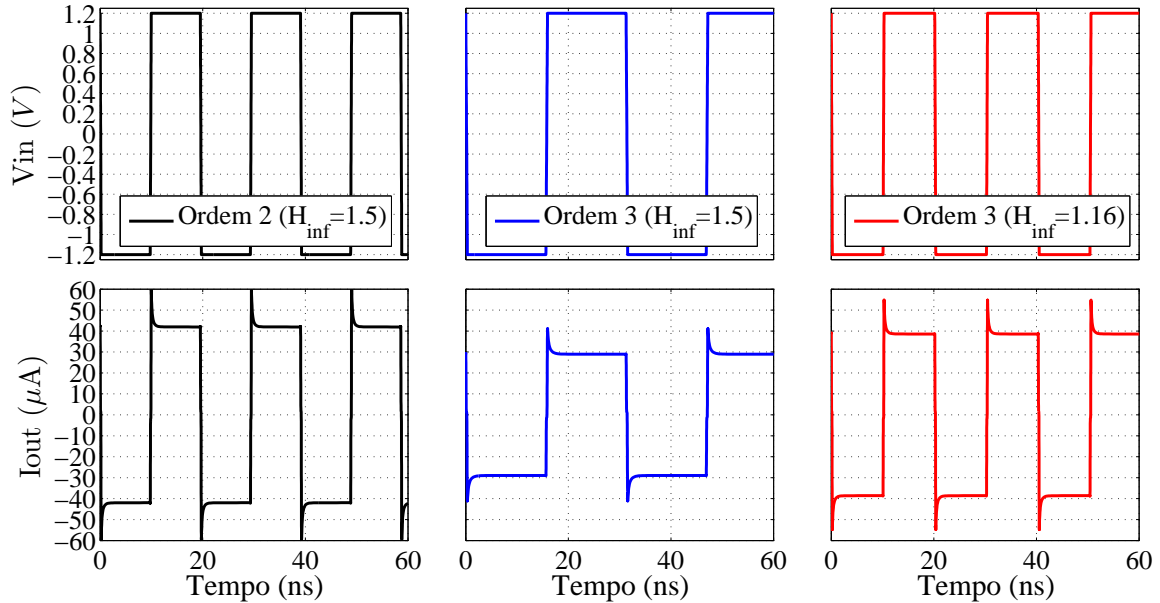 1.2
1
0.8
0.6
0.4
0.2
0
−0.2
−0.4
−0.6
−0.8
−1
−1.2
Vin (V)
Ordem 2 (H_inf=1.5)
Ordem 3 (H_inf=1.5)
Ordem 3 (H_inf=1.16)
60
50
40
30
20
10
0
−10
−20
−30
−40
−50
−60
Iout (μA)
0 20 40 60
0 20 40 60
0 20 40 60
Tempo (ns)
Tempo (ns)
Tempo (ns)